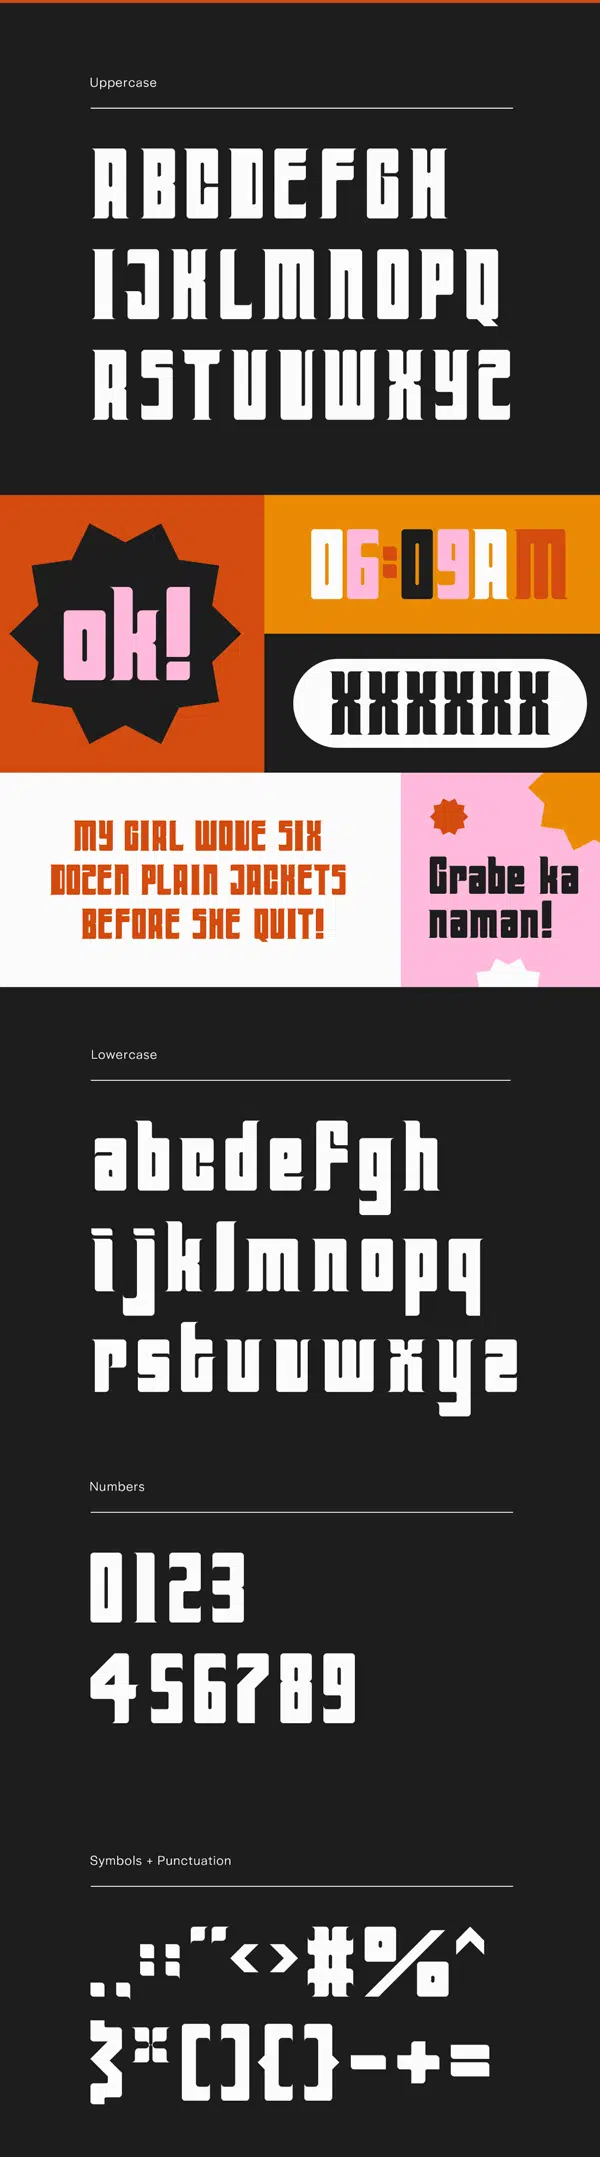 Uppercase
ABCDEFGH
IJKLMNOPQ
RSTUVWXYZ
ok!
06:09AM
XXXXXX
MY GIRL WOVE SIX
DOZEN PLAIN JACKETS
BEFORE SHE QUIT!
Grabe ka
naman!
Lowercase
abcdefgh
ijklmnopq
rstuvwxyz
Numbers
0123
456789
Symbols + Punctuation
.,:;"<>#%^
*[]{}-+=